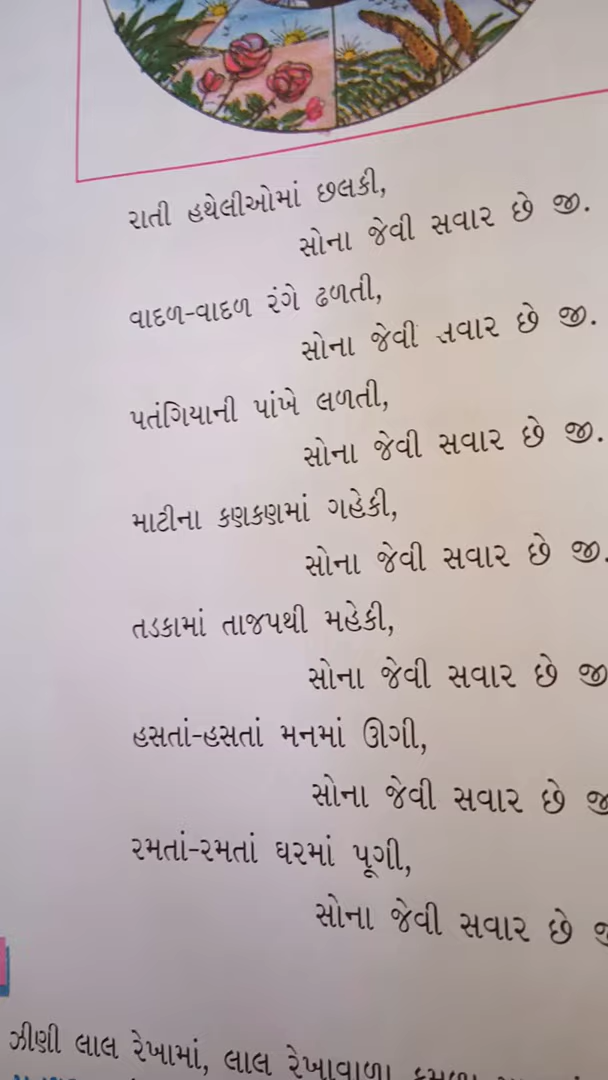 રાતી હથેલીઓમાં છલકી,
સોના જેવી સવાર છે જી.
વાદળ-વાદળ રંગે ઢળતી,
સોના જેવી સવાર છે જી.
પતંગિયાની પાંખે લળતી,
સોના જેવી સવાર છે જી.
માટીના કણકણમાં ગહેકી,
સોના જેવી સવાર છે જી.
તડકામાં તાજપથી મહેકી,
સોના જેવી સવાર છે જી
હસતાં-હસતાં મનમાં ઊગી,
સોના જેવી સવાર છે જી
રમતાં-રમતાં ઘરમાં પૂગી,
સોના જેવી સવાર છે
ઝીણી લાલ રેખામાં, લાલ રેખાવાળા